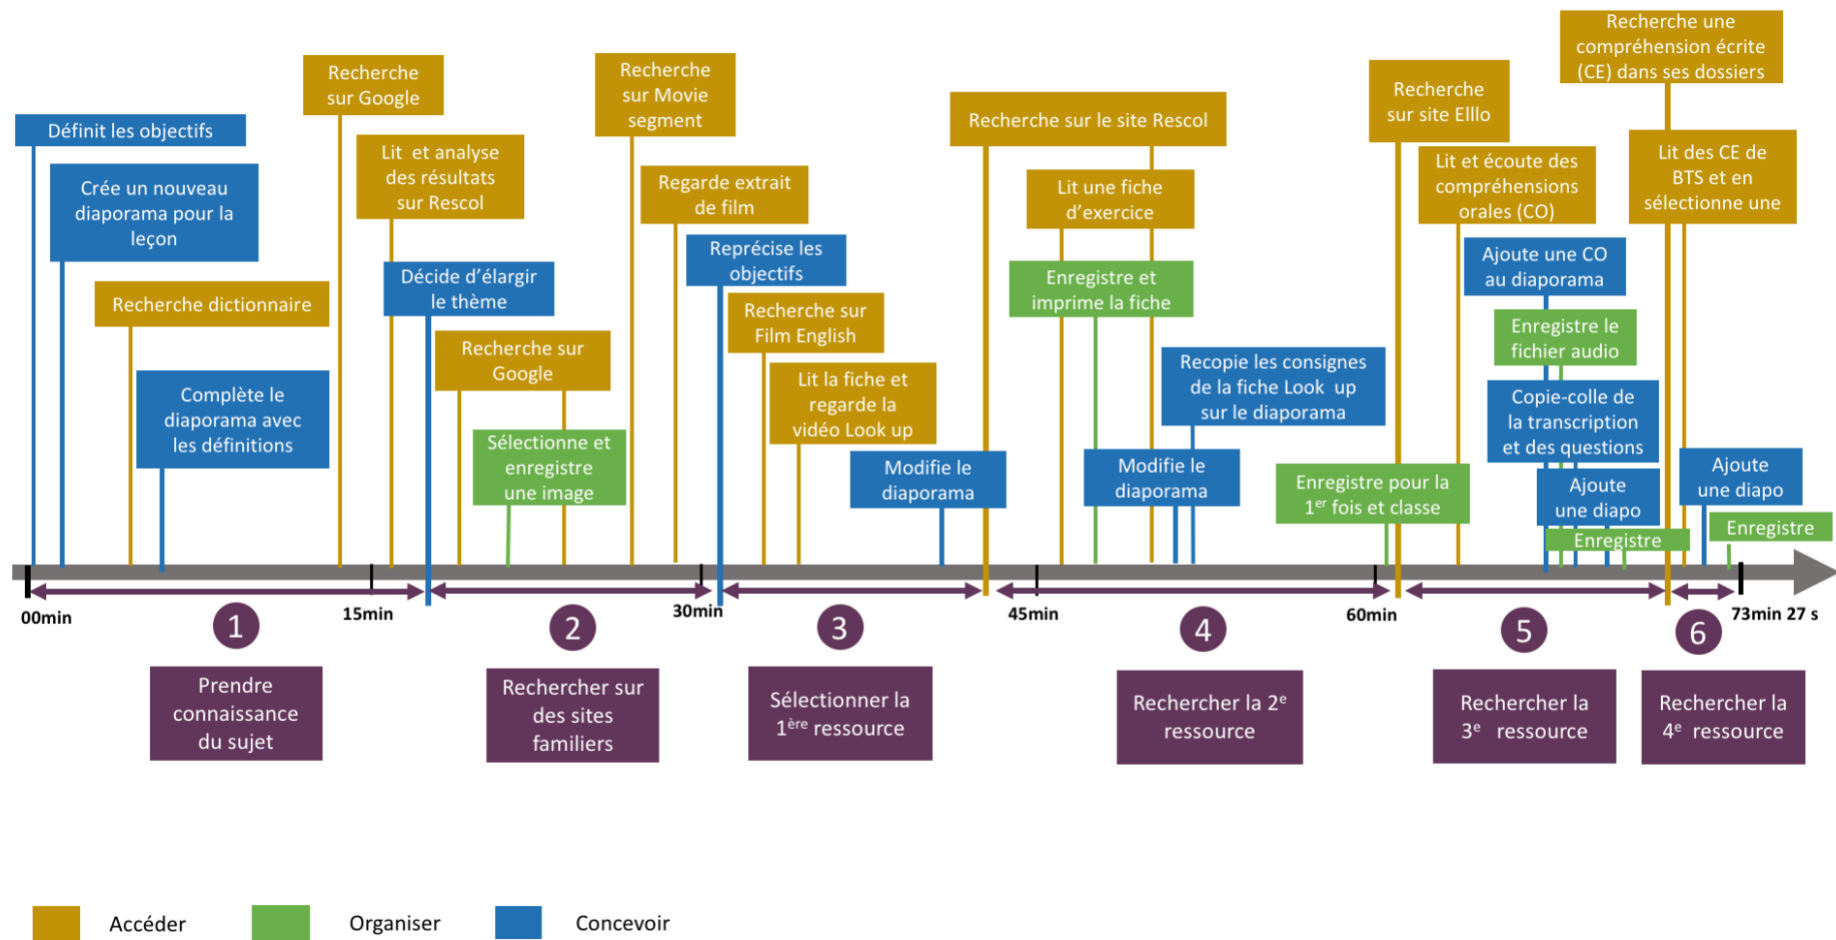 Définit les objectifs
Crée un nouveau
diaporama pour la
leçon
Recherche dictionnaire
Complète le
diaporama avec
les définitions
Recherche
sur Google
Lit et analyse
des résultats
sur Rescol
Décide d’élargir
le thème
Recherche sur
Google
Sélectionne et
enregistre
une image
Recherche
sur Movie
segment
Regarde extrait
de film
Reprécise les
objectifs
Recherche sur
Film English
Lit la fiche et
regarde la
vidéo Look up
Modifie le
diaporama
Recherche sur le site Rescol
Lit une fiche
d’exercice
Enregistre et
imprime la fiche
Recopie les consignes
de la fiche Look up
sur le diaporama
Modifie le
diaporama
Enregistre pour la
1er fois et classe
Recherche
sur site Elllo
Lit et écoute des
compréhensions
orales (CO)
Ajoute une CO
au diaporama
Enregistre le
fichier audio
Copie-colle de
la transcription
et des questions
Ajoute
une diapo
Enregistre
Recherche une
compréhension écrite
(CE) dans ses dossiers
Lit des CE de
BTS et en
sélectionne une
Ajoute
une diapo
Enregistre
00min
15min
30min
45min
60min
73min 27 s
1
2
3
4
5
6
Prendre
connaissance
du sujet
Rechercher sur
des sites
familiers
Sélectionner la
1ère ressource
Rechercher la 2e
ressource
Rechercher la
3e ressource
Rechercher la
4e ressource
Accéder
Organiser
Concevoir